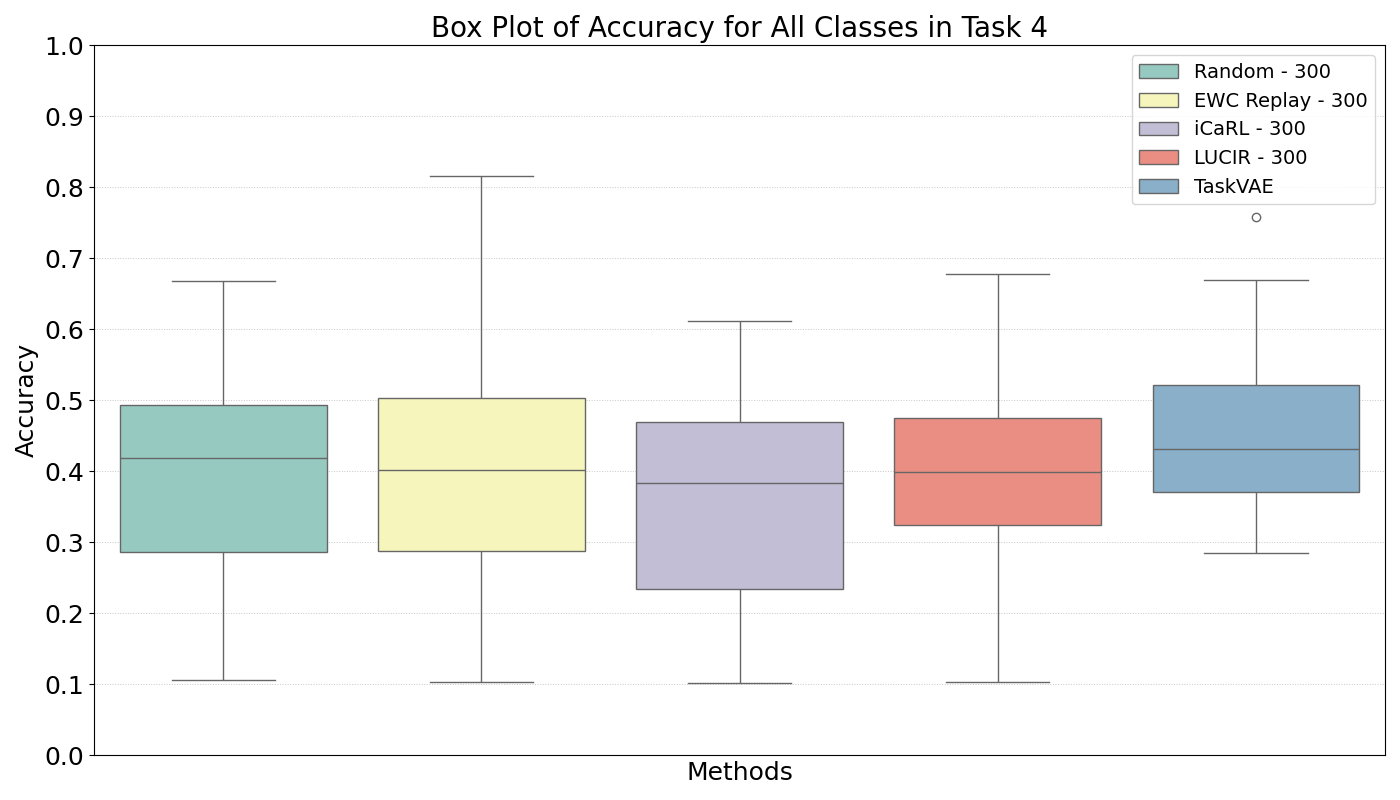 Box Plot of Accuracy for All Classes in Task 4
1.0
0.9
0.8
0.7
0.6
0.5
0.4
0.3
0.2
0.1
0.0
Accuracy
Methods
Random - 300
EWC Replay - 300
iCaRL - 300
LUCIR - 300
TaskVAE